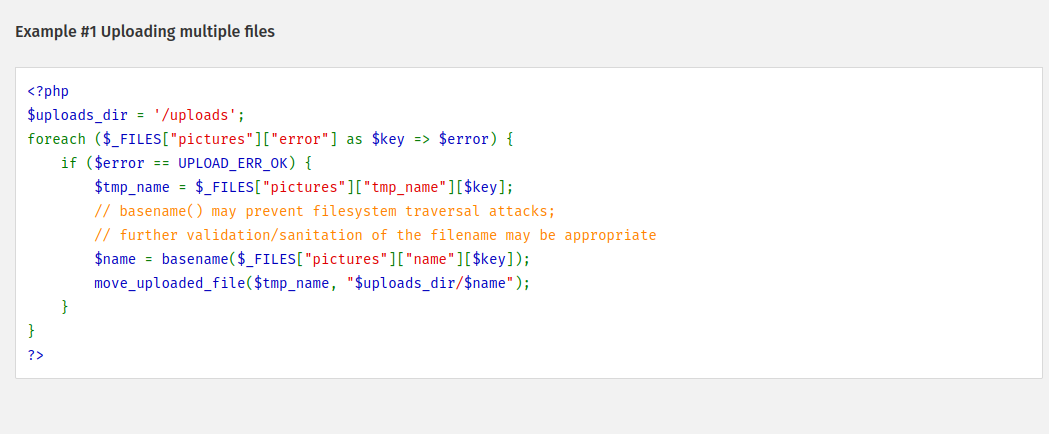 Example #1 Uploading multiple files
<?php
$uploads_dir = '/uploads';
foreach ($_FILES["pictures"]["error"] as $key => $error) {
    if ($error == UPLOAD_ERR_OK) {
        $tmp_name = $_FILES["pictures"]["tmp_name"][$key];
        // basename() may prevent filesystem traversal attacks;
        // further validation/sanitation of the filename may be appropriate
        $name = basename($_FILES["pictures"]["name"][$key]);
        move_uploaded_file($tmp_name, "$uploads_dir/$name");
    }
}
?>